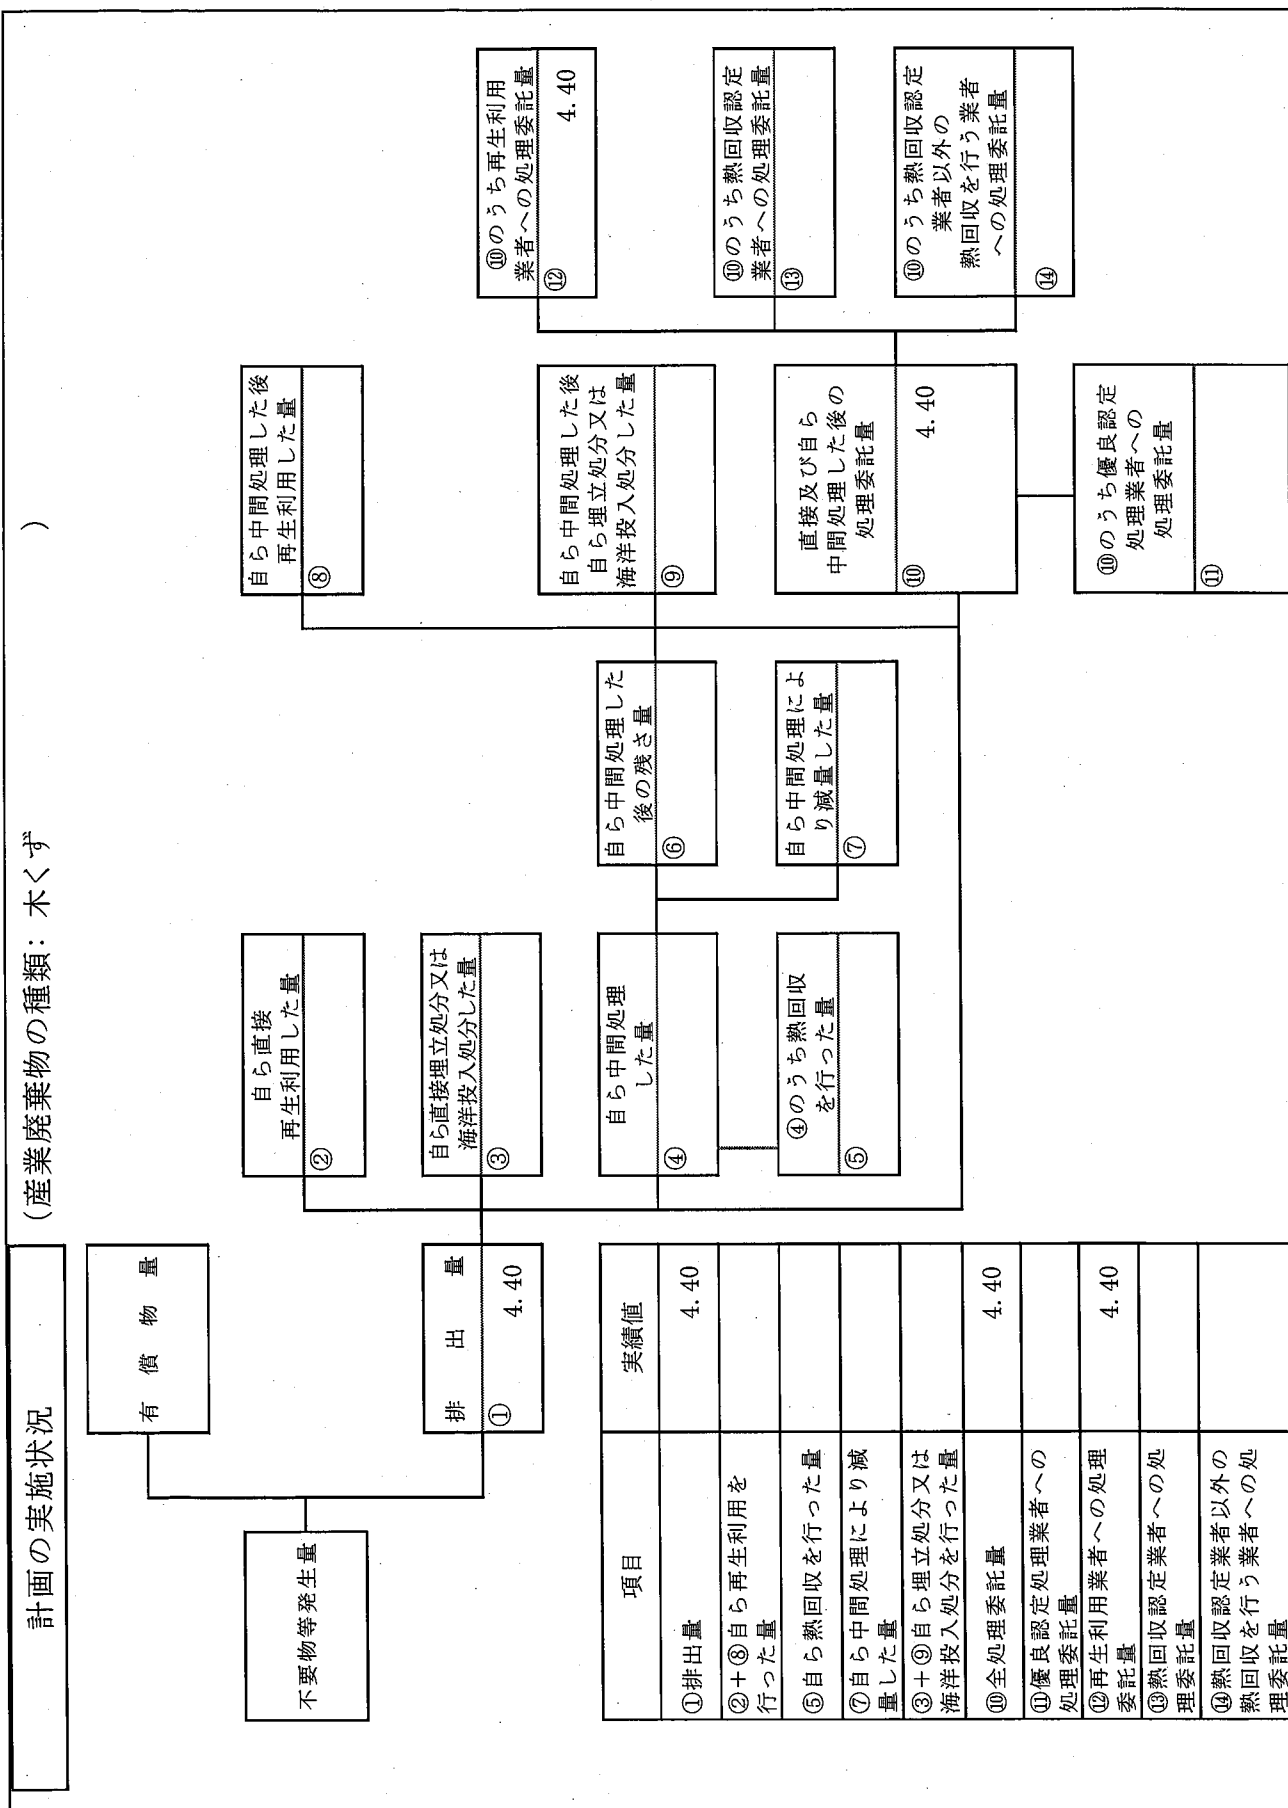 計画の実施状況
(産業廃棄物の種類: 木くず )
不要物等発生量
有償物量
排出量
① 4.40
自ら直接
再生利用した量
②
自ら直接埋立処分又は
海洋投入処分した量
③
自ら中間処理
した量
④
④のうち熱回収
を行った量
⑤
自ら中間処理した
後の残さ量
⑥
自ら中間処理によ
り減量した量
⑦
自ら中間処理した後
再生利用した量
⑧
自ら中間処理した後
自ら埋立処分又は
海洋投入処分した量
⑨
直接及び自ら
中間処理した後の
処理委託量
⑩ 4.40
⑩のうち優良認定
処理業者への
処理委託量
⑪
⑩のうち再生利用
業者への処理委託量
⑫ 4.40
⑩のうち熱回収認定
業者への処理委託量
⑬
⑩のうち熱回収認定
業者以外の
熱回収を行う業者
への処理委託量
⑭
項目 実績値
①排出量 4.40
②+⑧自ら再生利用を
行った量
⑤自ら熱回収を行った量
⑦自ら中間処理により減
量した量
③+⑨自ら埋立処分又は
海洋投入処分を行った量
⑩全処理委託量 4.40
⑪優良認定処理業者への
処理委託量
⑫再生利用業者への処理
委託量 4.40
⑬熱回収認定業者への処
理委託量
⑭熱回収認定業者以外の
熱回収を行う業者への処
理委託量